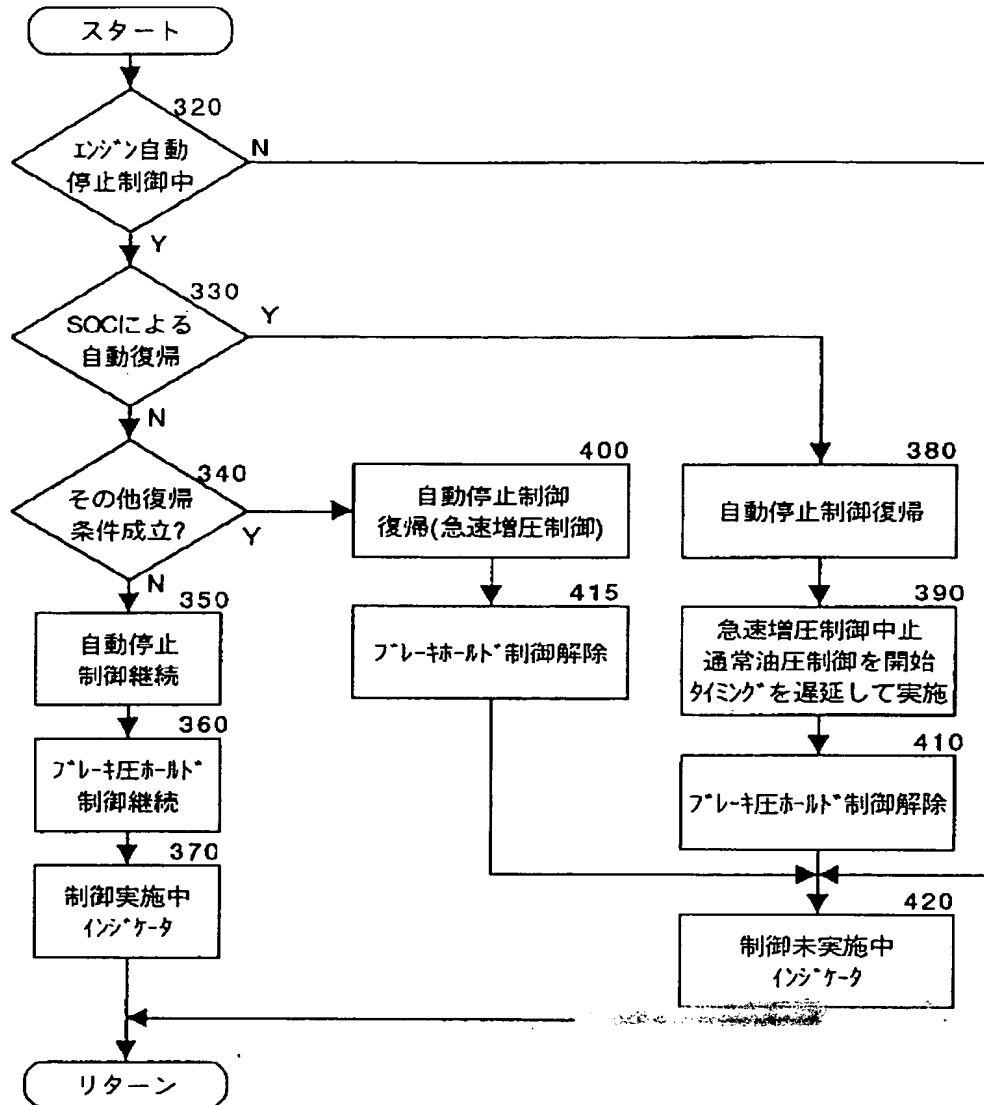 スタート
320
エンジン自動
停止制御中
N
Y
330
SOCによる
自動復帰
Y
N
340
その他復帰
条件成立?
Y
N
400
自動停止制御
復帰(急速増圧制御)
380
自動停止制御復帰
350
自動停止
制御継続
415
ブレーキホールド制御解除
390
急速増圧制御中止
通常油圧制御を開始
タイミングを遅延して実施
360
ブレーキ圧ホールド
制御継続
410
ブレーキ圧ホールド制御解除
370
制御実施中
インジケータ
420
制御未実施中
インジケータ
リターン